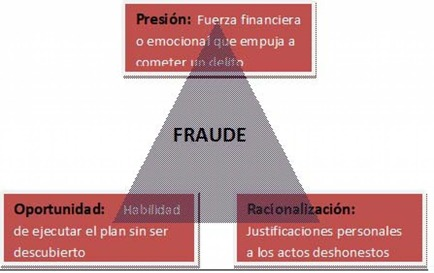 Presión: Fuerza financiera
o emocional que empuja a
cometer un delito
FRAUDE
Oportunidad: Habilidad
de ejecutar el plan sin ser
descubierto
Racionalización:
Justificaciones personales
a los actos deshonestos